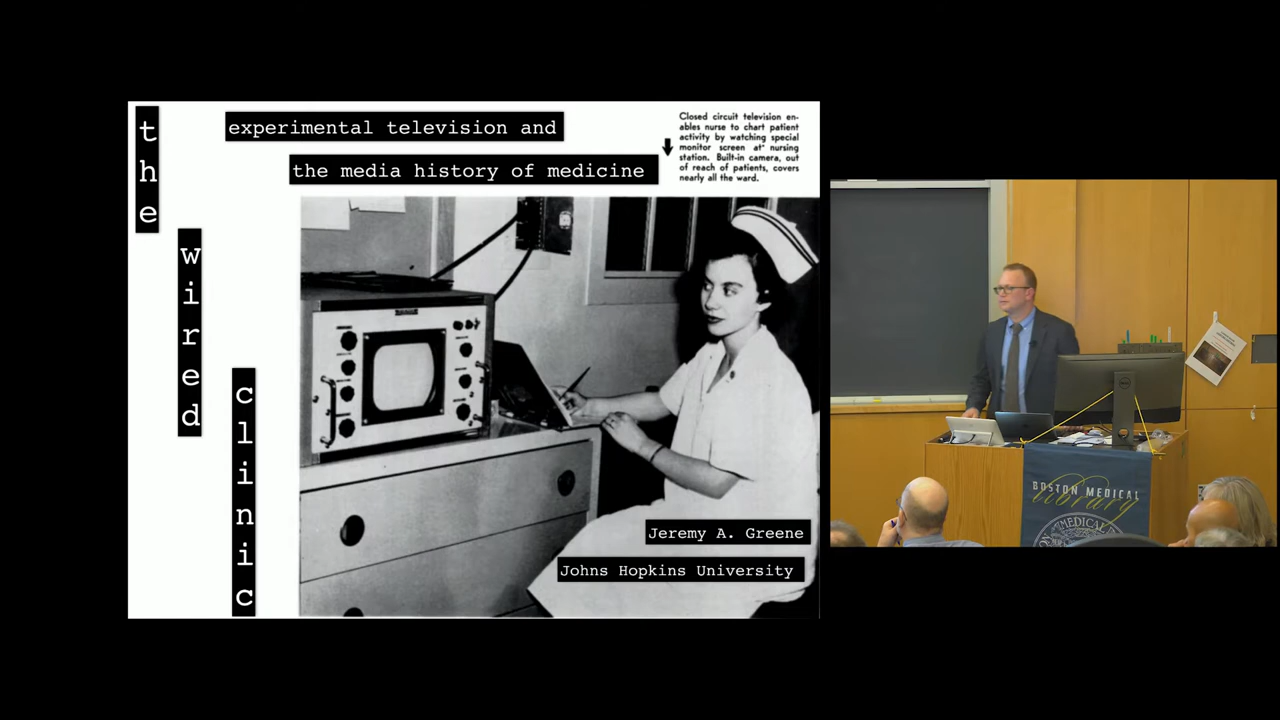 the
wired
clinic
experimental television and
the media history of medicine
Closed circuit television en-
ables nurse to chart patient
activity by watching special
monitor screen at nursing
station. Built-in camera, out
of reach of patients, covers
nearly all the ward.
Jeremy A. Greene
Johns Hopkins University
BOSTON MEDICAL
library
MEDICAL